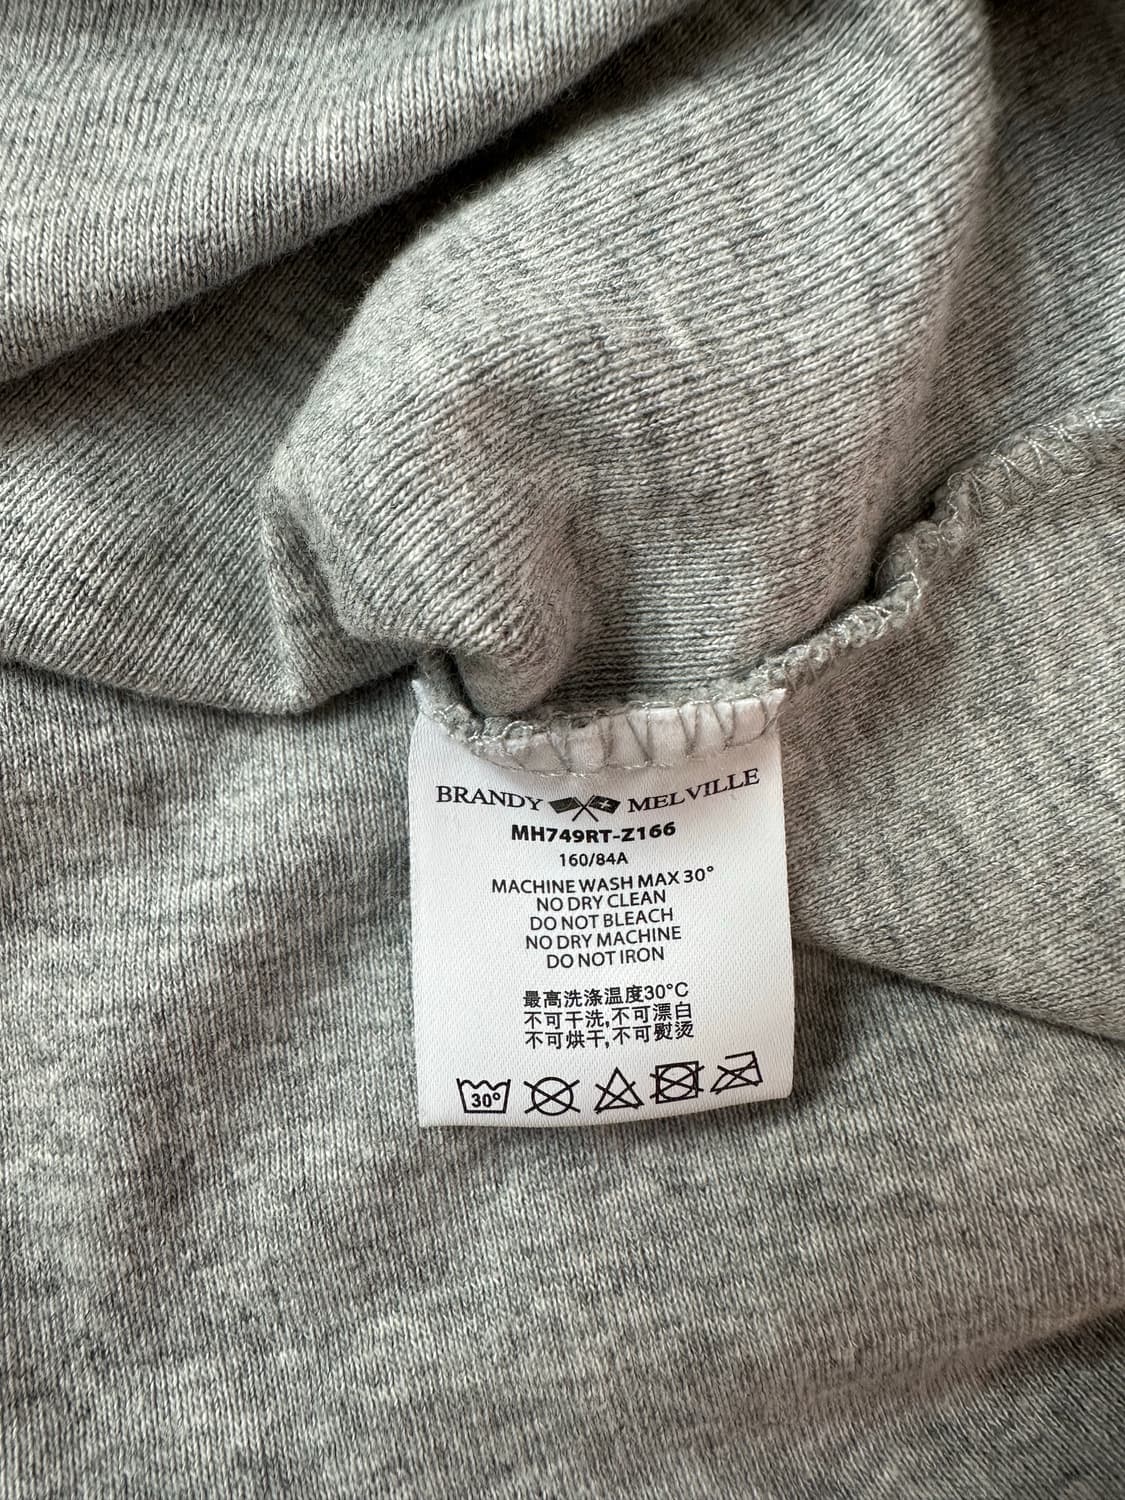 BRANDY MELVILLE
MH749RT-Z166
160/84A
MACHINE WASH MAX 30°
NO DRY CLEAN
DO NOT BLEACH
NO DRY MACHINE
DO NOT IRON
最高洗涤温度30°C
不可干洗,不可漂白
不可烘干,不可熨烫
30°